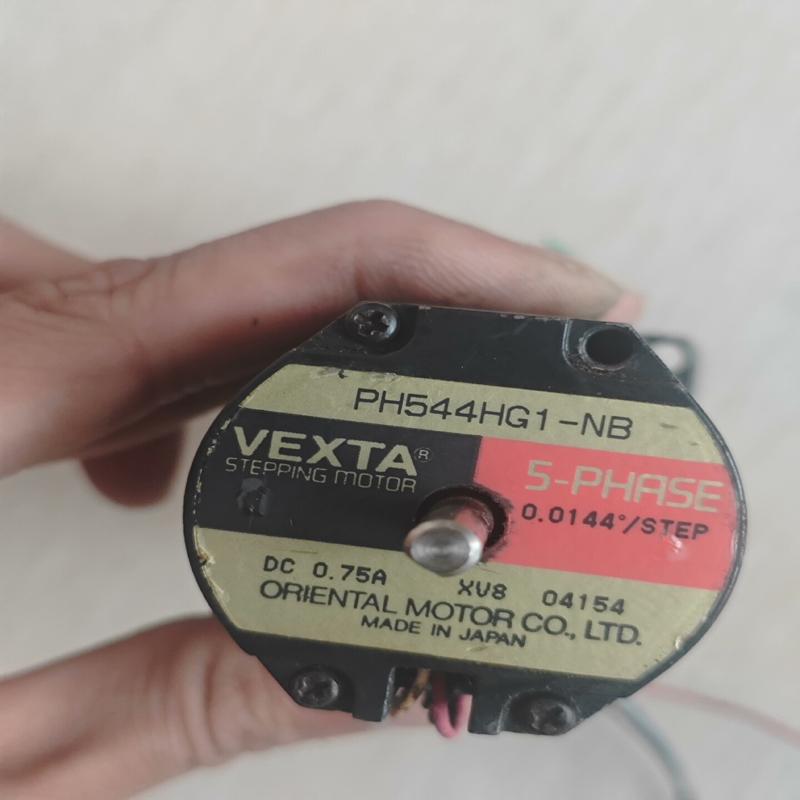 PH544HG1-NB
VEXTA®
STEPPING MOTOR
5-PHASE
0.0144°/STEP
DC 0.75A XV8 04154
ORIENTAL MOTOR CO., LTD.
MADE IN JAPAN